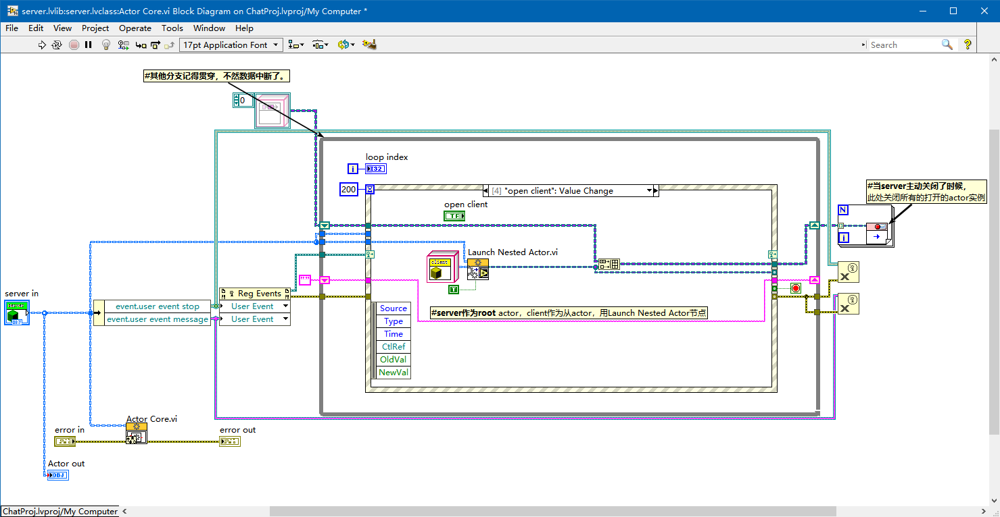 server.lvlib:server.lvclass:Actor Core.vi Block Diagram on ChatProj.lvproj/My Computer *
File Edit View Project Operate Tools Window Help
17pt Application Font
Search
#其他分支记得贯穿，不然数据中断了。
0
loop index
i
I32
200
[4] "open client": Value Change
open client
TF
#当server主动关闭了时候，
此处关闭所有的打开的actor实例
N
i
Launch Nested Actor.vi
client
T
Reg Events
server in
server
OBJ
event.user event stop
User Event
event.user event message
User Event
#server作为root actor，client作为从actor，用Launch Nested Actor节点
Source
Type
Time
CtlRef
OldVal
NewVal
Actor Core.vi
error in
error out
Actor out
OBJ
ChatProj.lvproj/My Computer